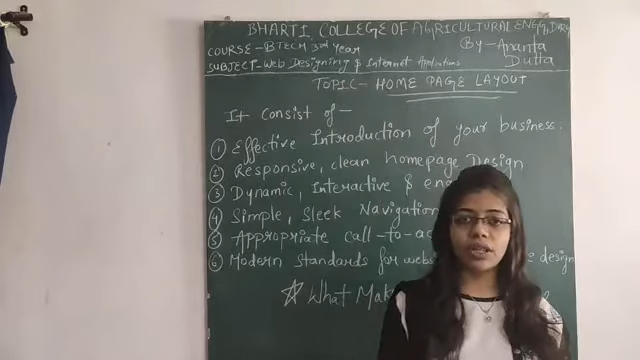 BHARTI COLLEGE OF AGRICULTURAL ENGG, DURG
COURSE - BTECH 3rd Year
By - Ananta Dutta
SUBJECT - Web Designing & Internet Applications
TOPIC - HOME PAGE LAYOUT
It Consist of -
① Effective Introduction of your business.
② Responsive, clean homepage Design
③ Dynamic, Interactive &
④ Simple, Sleek Navigation
⑤ Appropriate call-to-
⑥ Modern Standards for design
☆ What